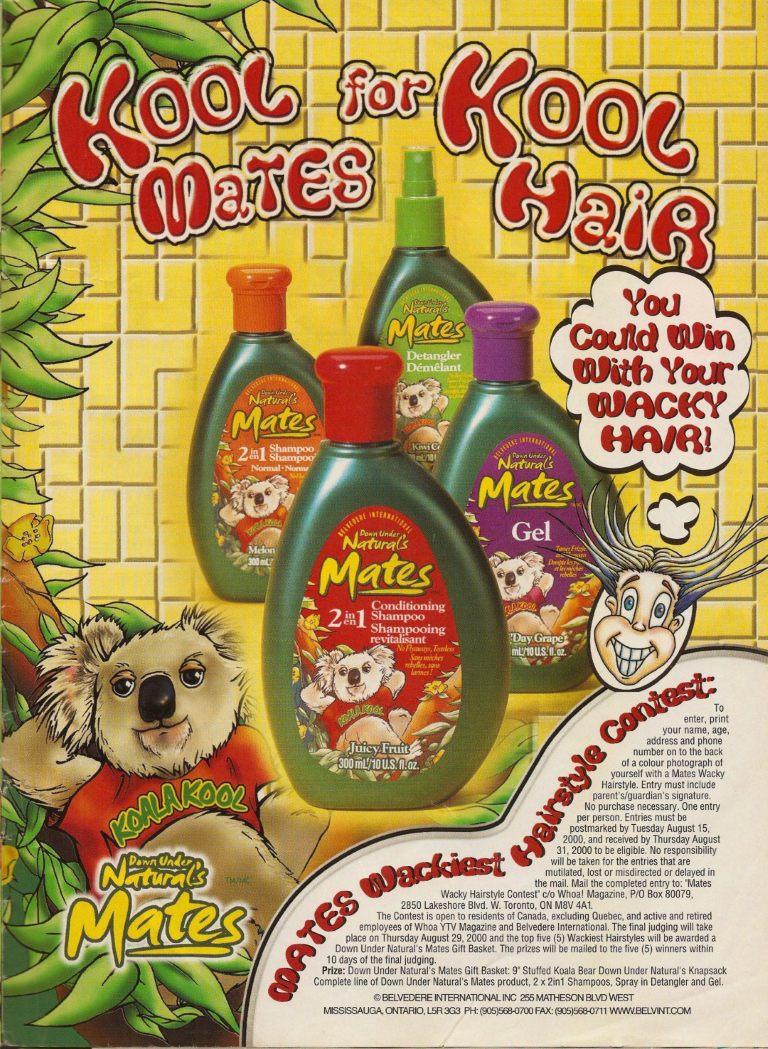 KOOL MATES for KOOL HAIR
You
Could Win
With Your
WACKY
HAIR!
Down Under
Naturals
Mates
Detangler
Démêlant
BELVEDERE INTERNATIONAL
Down Under
Natural's
Mates
2 in en 1 Shampoo
Shampoo
Normal • 
Melon
300 mL
BELVEDERE INTERNATIONAL
Down Under
Natural's
Mates
Gel
Day Grape
mL/10 U.S. fl. oz.
BELVEDERE INTERNATIONAL
Down Under
Natural's
Mates
2 in en 1 Conditioning
Shampoo
Shampooing
revitalisant
No Flyaways, Tearless
Sans mèches
rebelles, sans
larmes!
KOALA KOOL
Juicy Fruit
300 mL/10 U.S. fl. oz.
KOALA KOOL
Down Under
Natural's
Mates
TM/MC
MATES Wackiest Hairstyle Contest:
To
enter, print
your name, age,
address and phone
number on to the back
of a colour photograph of
yourself with a Mates Wacky
Hairstyle. Entry must include
parent's/guardian's signature.
No purchase necessary. One entry
per person. Entries must be
postmarked by Tuesday August 15,
2000, and received by Thursday August
31, 2000 to be eligible. No responsibility
will be taken for the entries that are
mutilated, lost or misdirected or delayed in
the mail. Mail the completed entry to: "Mates
Wacky Hairstyle Contest" c/o Whoa! Magazine, P/O Box 80079,
2850 Lakeshore Blvd. W. Toronto, ON M8V 4A1.
The Contest is open to residents of Canada, excluding Quebec, and active and retired
employees of Whoa YTV Magazine and Belvedere International. The final judging will take
place on Thursday August 29, 2000 and the top five (5) Wackiest Hairstyles will be awarded a
Down Under Natural's Mates Gift Basket. The prizes will be mailed to the five (5) winners within
10 days of the final judging.
Prize: Down Under Natural's Mates Gift Basket: 9' Stuffed Koala Bear Down Under Natural's Knapsack
Complete line of Down Under Natural's Mates product, 2 x 2in1 Shampoos, Spray in Detangler and Gel.
© BELVEDERE INTERNATIONAL INC 255 MATHESON BLVD WEST
MISSISSAUGA, ONTARIO, L5R 3G3 PH: (905)568-0700 FAX: (905)568-0711 WWW.BELVINT.COM